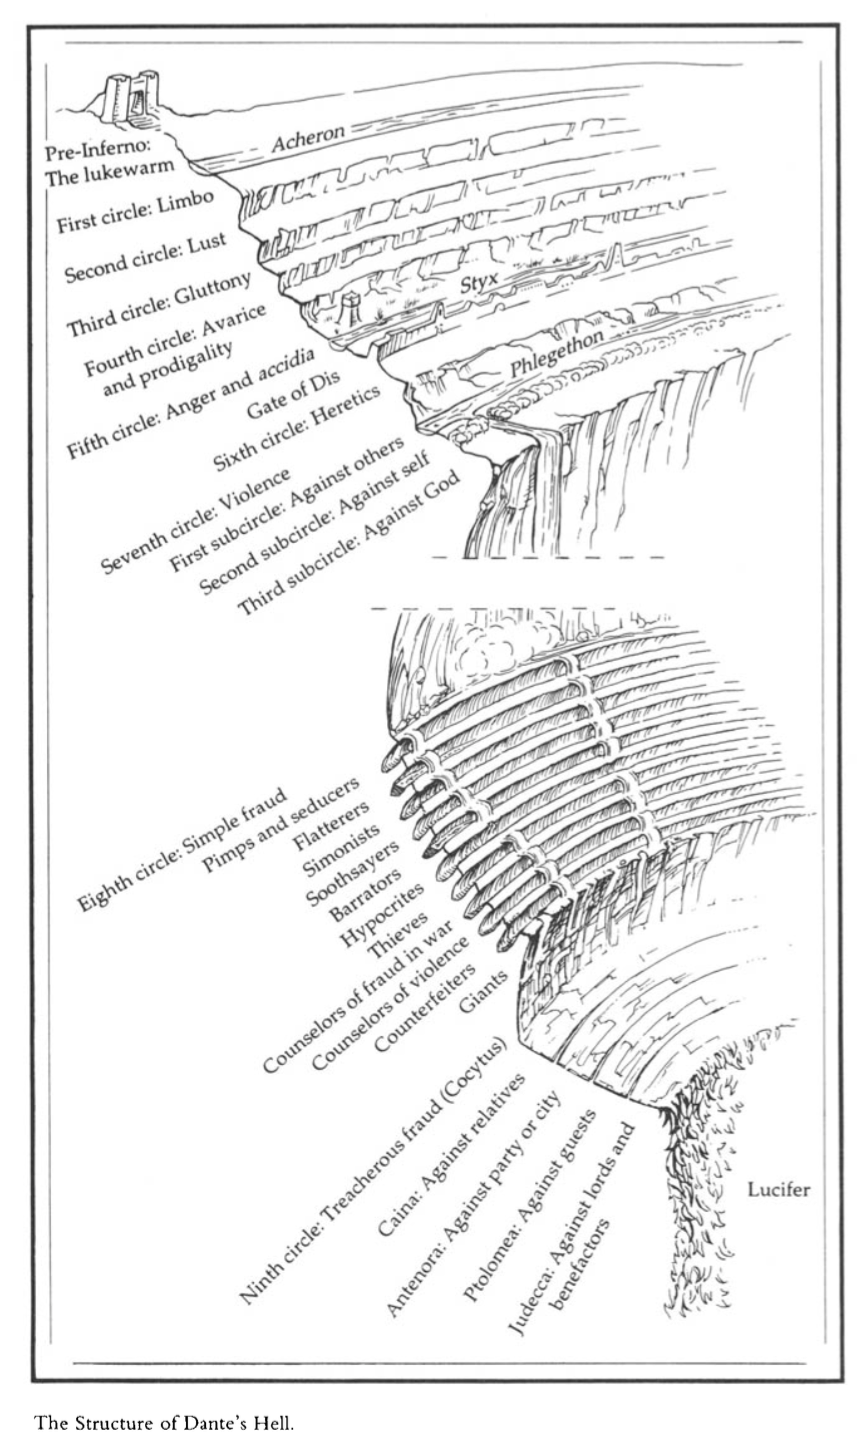 Acheron
Pre-Inferno:
The lukewarm
First circle: Limbo
Second circle: Lust
Third circle: Gluttony
Styx
Fourth circle: Avarice
and prodigality
Phlegethon
Fifth circle: Anger and accidia
Gate of Dis
Sixth circle: Heretics
Seventh circle: Violence
First subcircle: Against others
Second subcircle: Against self
Third subcircle: Against God
Eighth circle: Simple fraud
Pimps and seducers
Flatterers
Simonists
Soothsayers
Barrators
Hypocrites
Thieves
Counselors of fraud in war
Counselors of violence
Counterfeiters
Giants
Ninth circle: Treacherous fraud (Cocytus)
Caina: Against relatives
Antenora: Against party or city
Ptolomea: Against guests
Judecca: Against lords and
benefactors
Lucifer
The Structure of Dante's Hell.